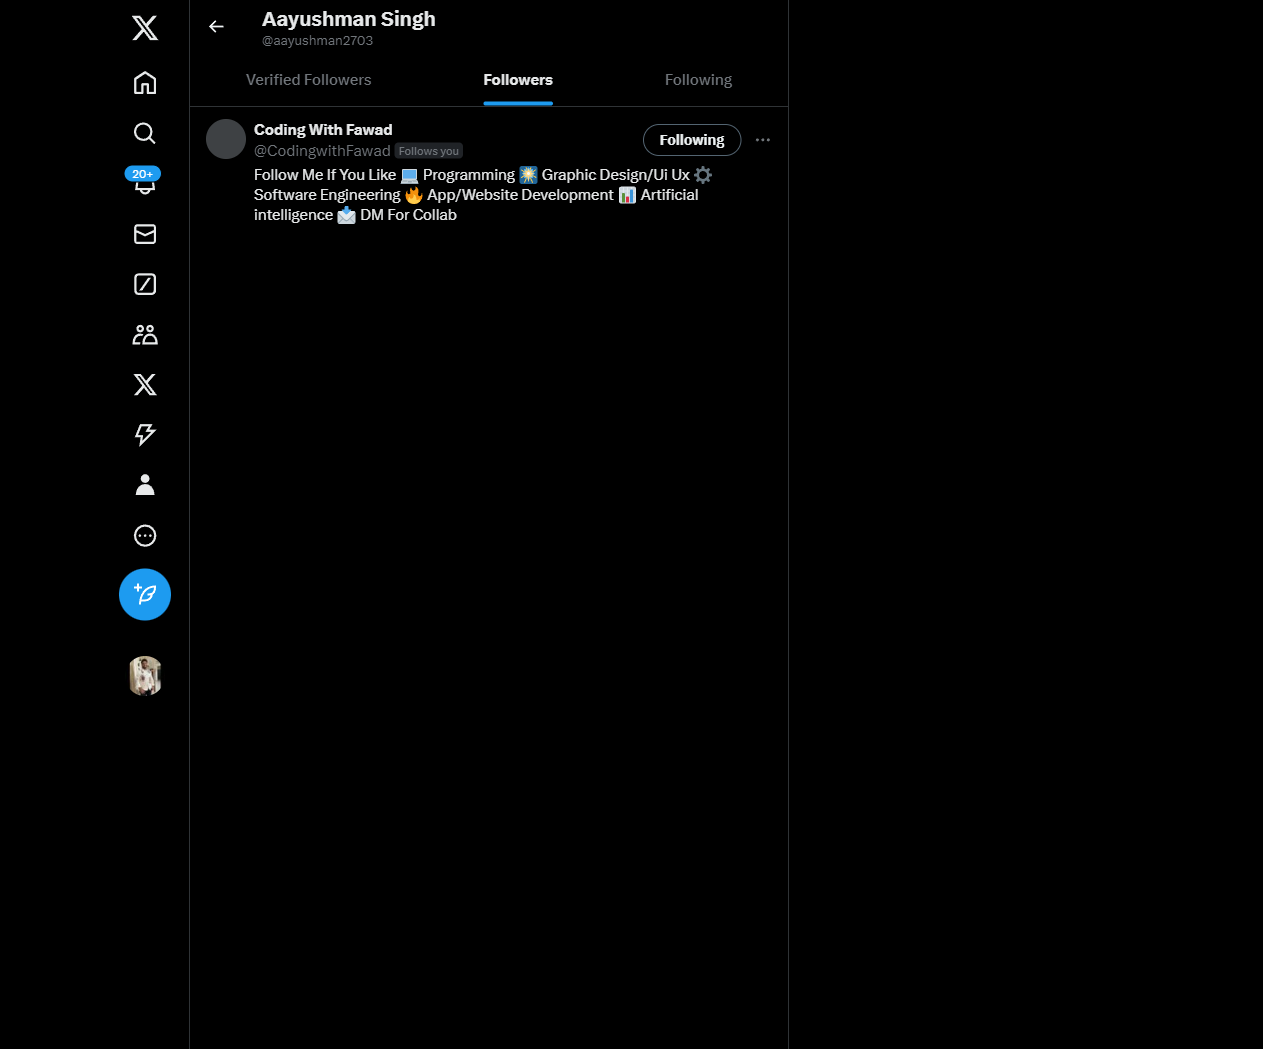 Aayushman Singh
@aayushman2703
Verified Followers
Followers
Following
Coding With Fawad
@CodingwithFawad Follows you
Following
Follow Me If You Like 💻 Programming 🎇 Graphic Design/Ui Ux ⚙️
Software Engineering 🔥 App/Website Development 📊 Artificial
intelligence 📩 DM For Collab
20+